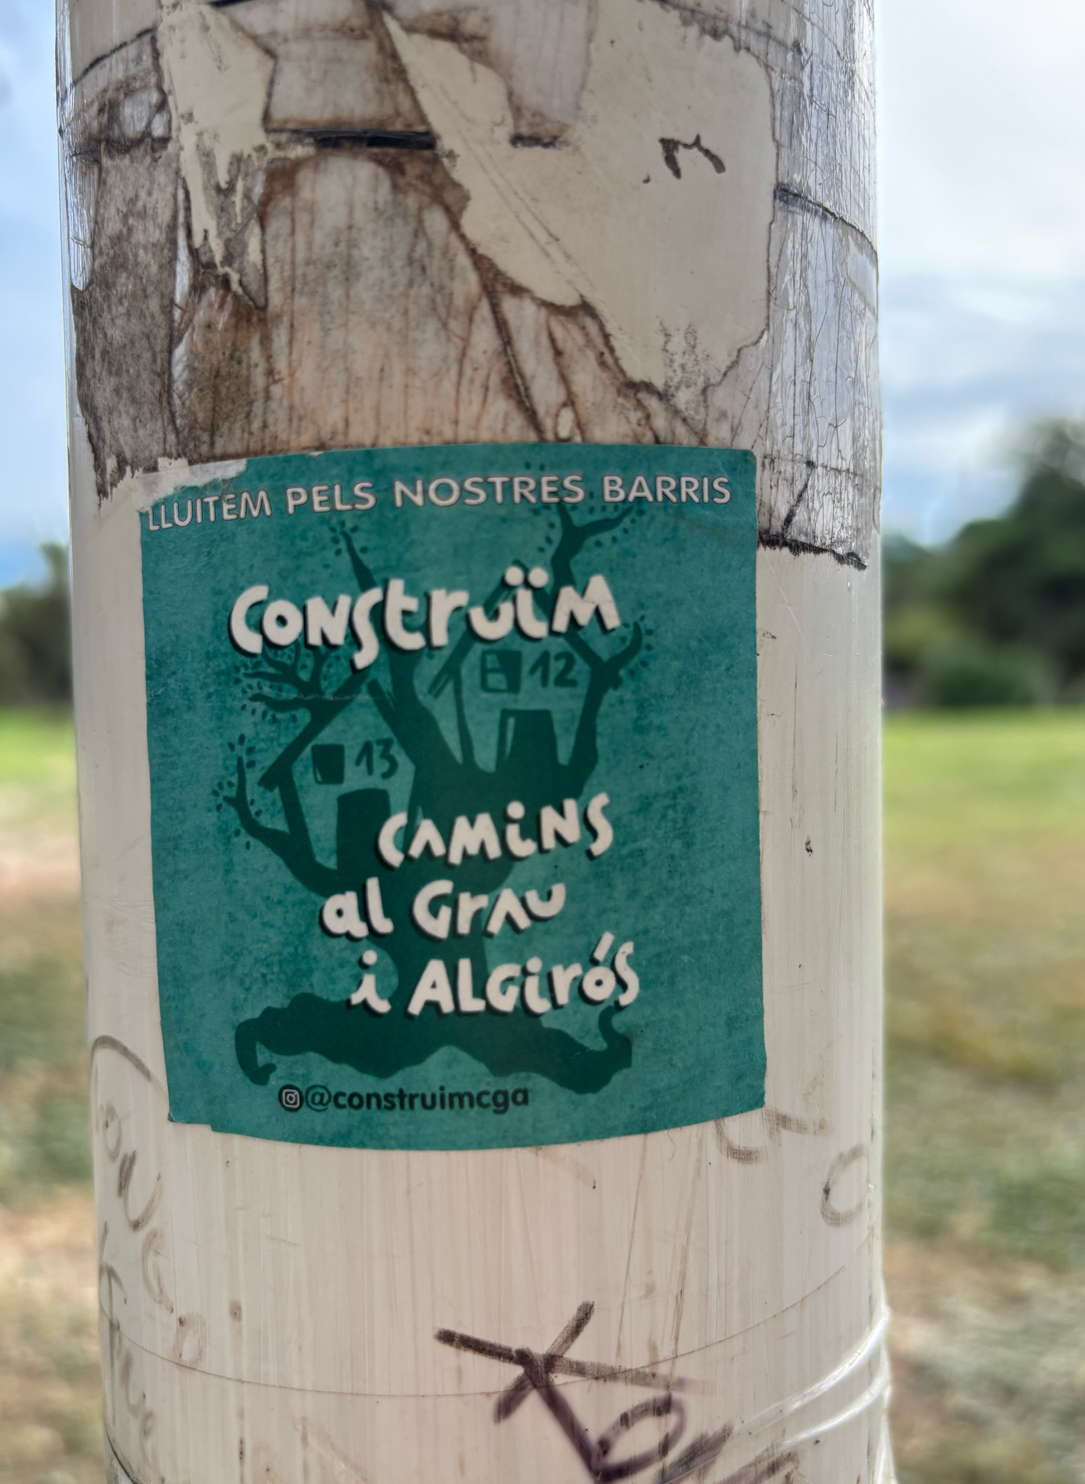 LLUITEM PELS NOSTRES BARRIS
Construïm
12
13
CAMiNS
al GrAu
i ALGiróS
@construimcga